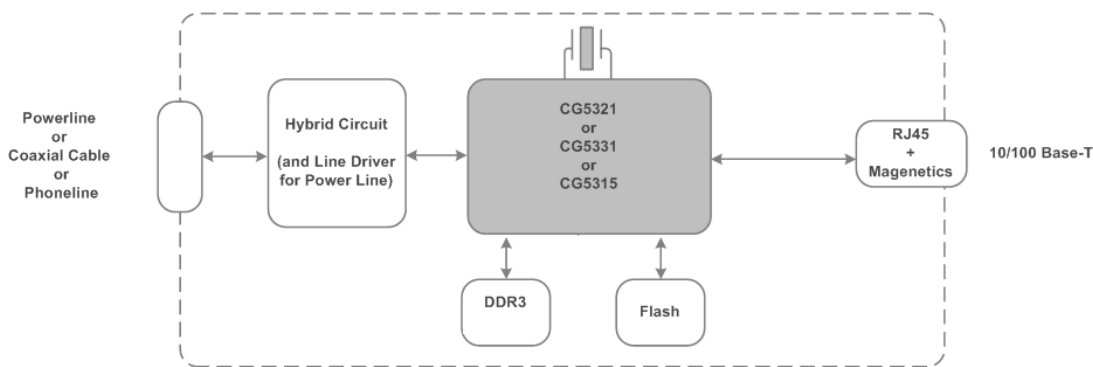 Powerline
or
Coaxial Cable
or
Phoneline
Hybrid Circuit
(and Line Driver
for Power Line)
CG5321
or
CG5331
or
CG5315
RJ45
+
Magenetics
10/100 Base-T
DDR3
Flash